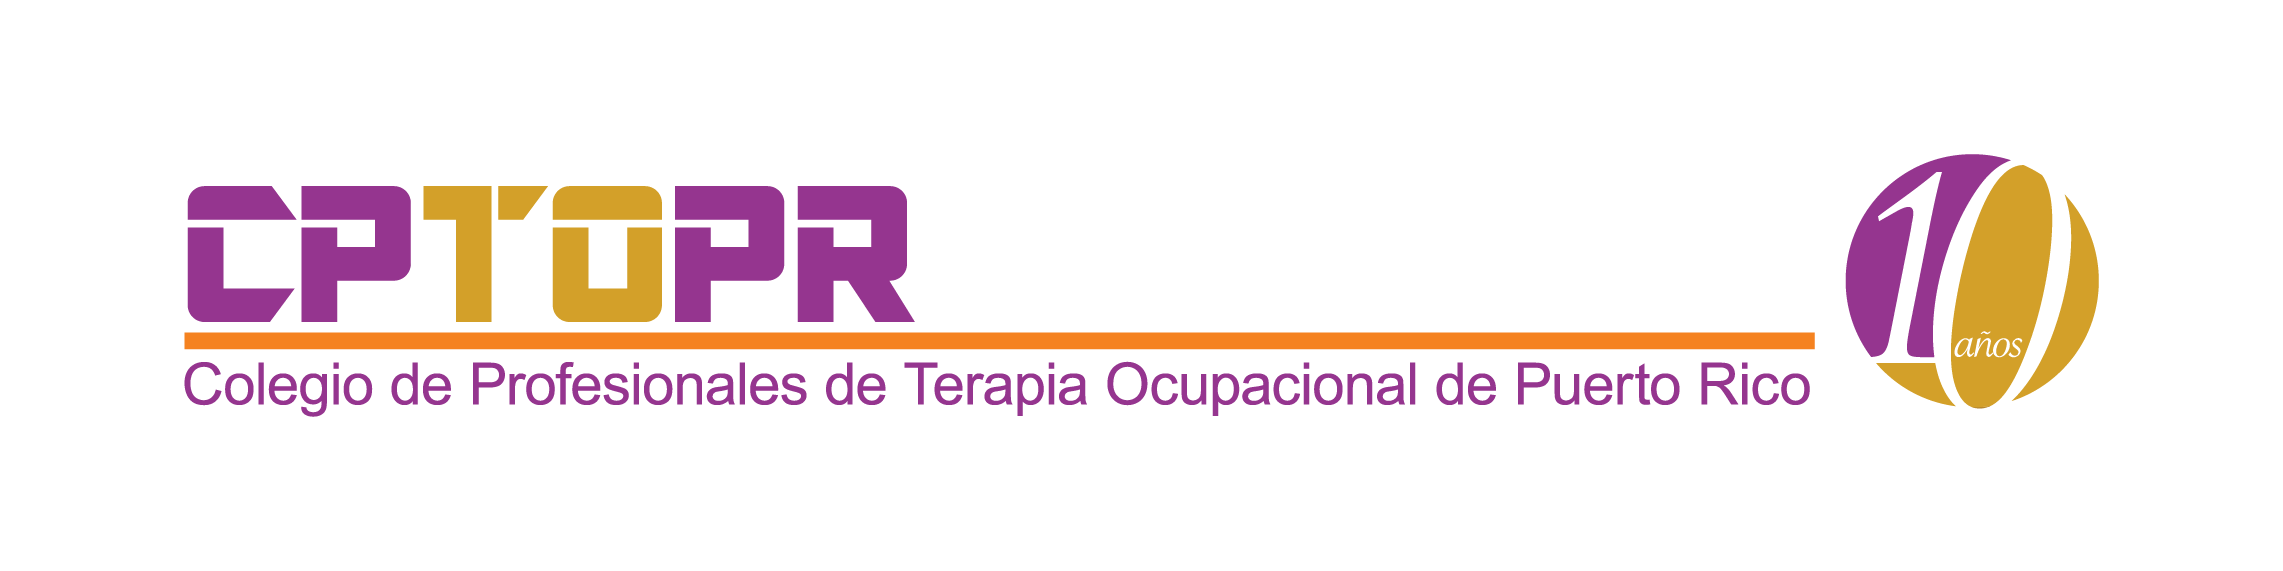 CPTOPR
Colegio de Profesionales de Terapia Ocupacional de Puerto Rico
10
años